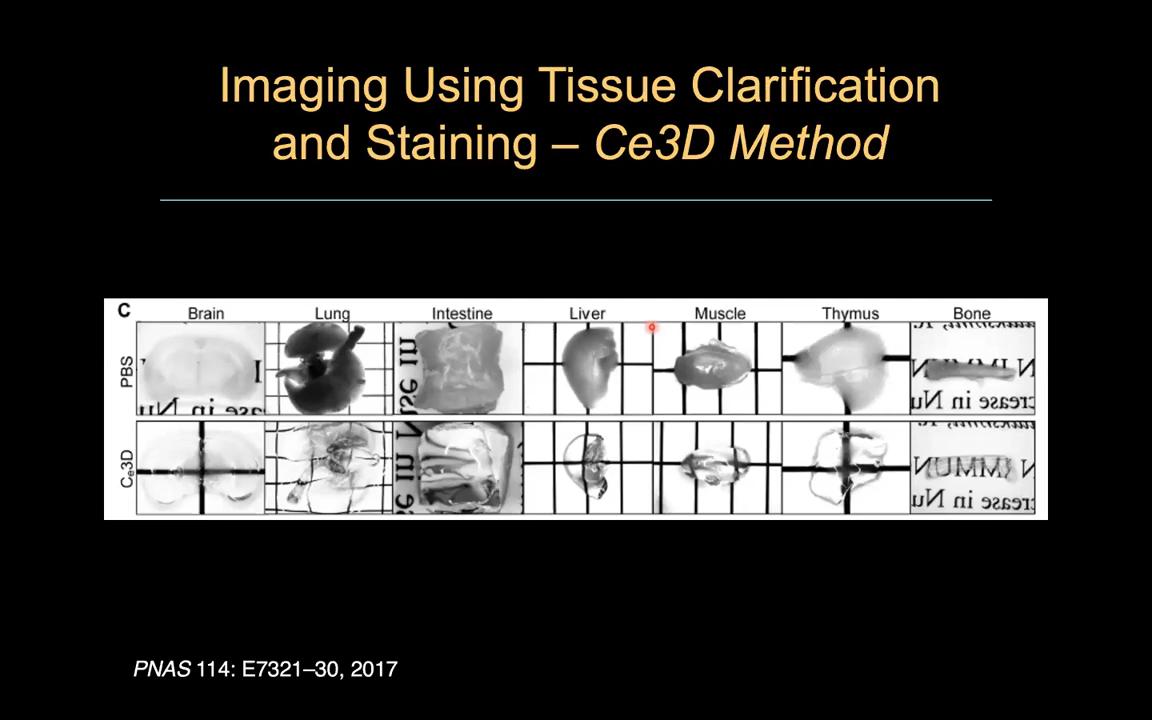 Imaging Using Tissue Clarification
and Staining – Ce3D Method
C
Brain Lung Intestine Liver Muscle Thymus Bone
PBS
Ce3D
PNAS 114: E7321–30, 2017